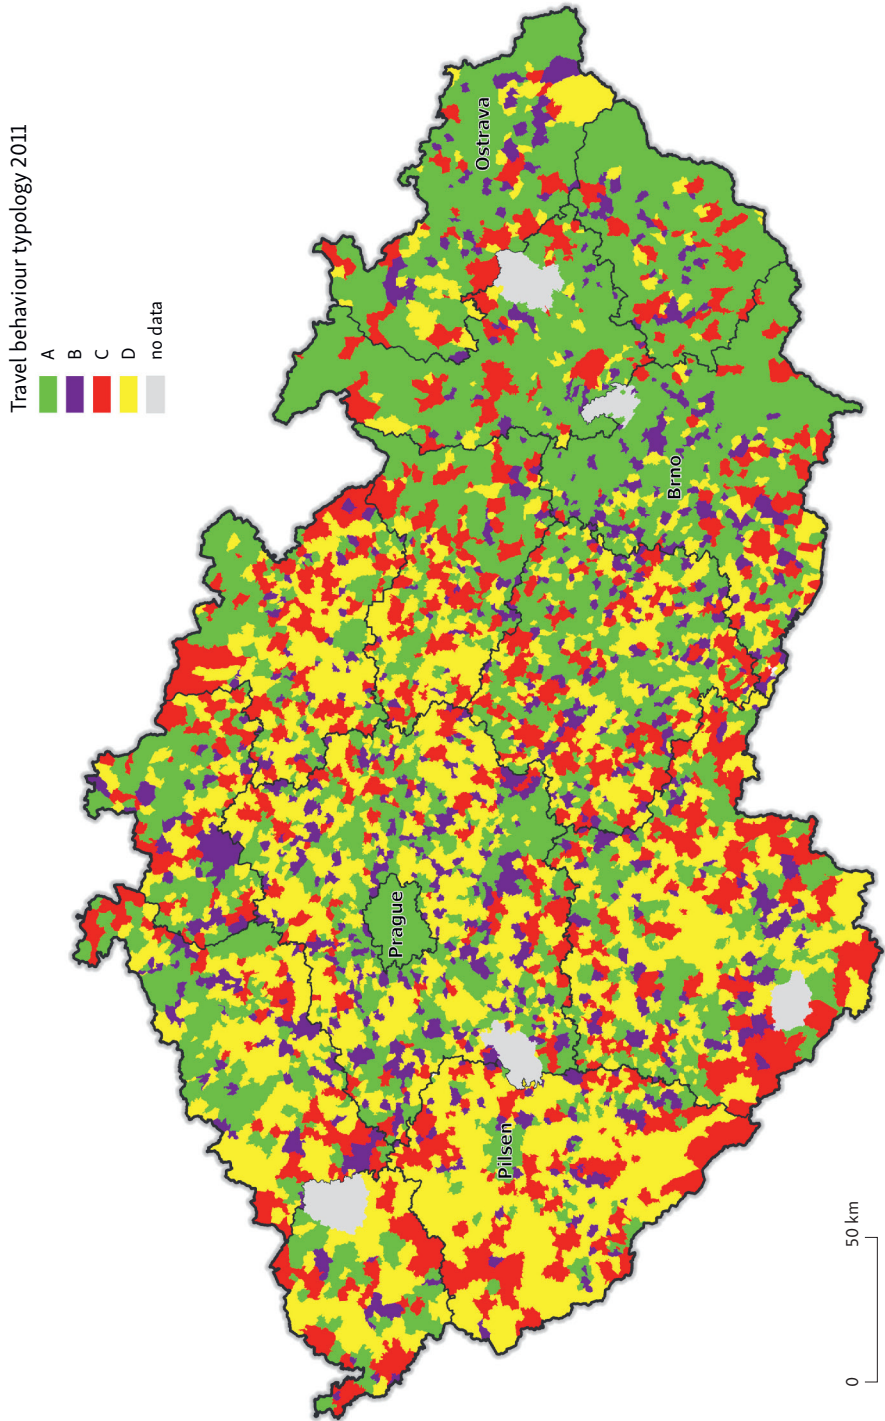 Travel behaviour typology 2011
A
B
C
D
no data
Ostrava
Brno
Prague
Pilsen
0
50 km